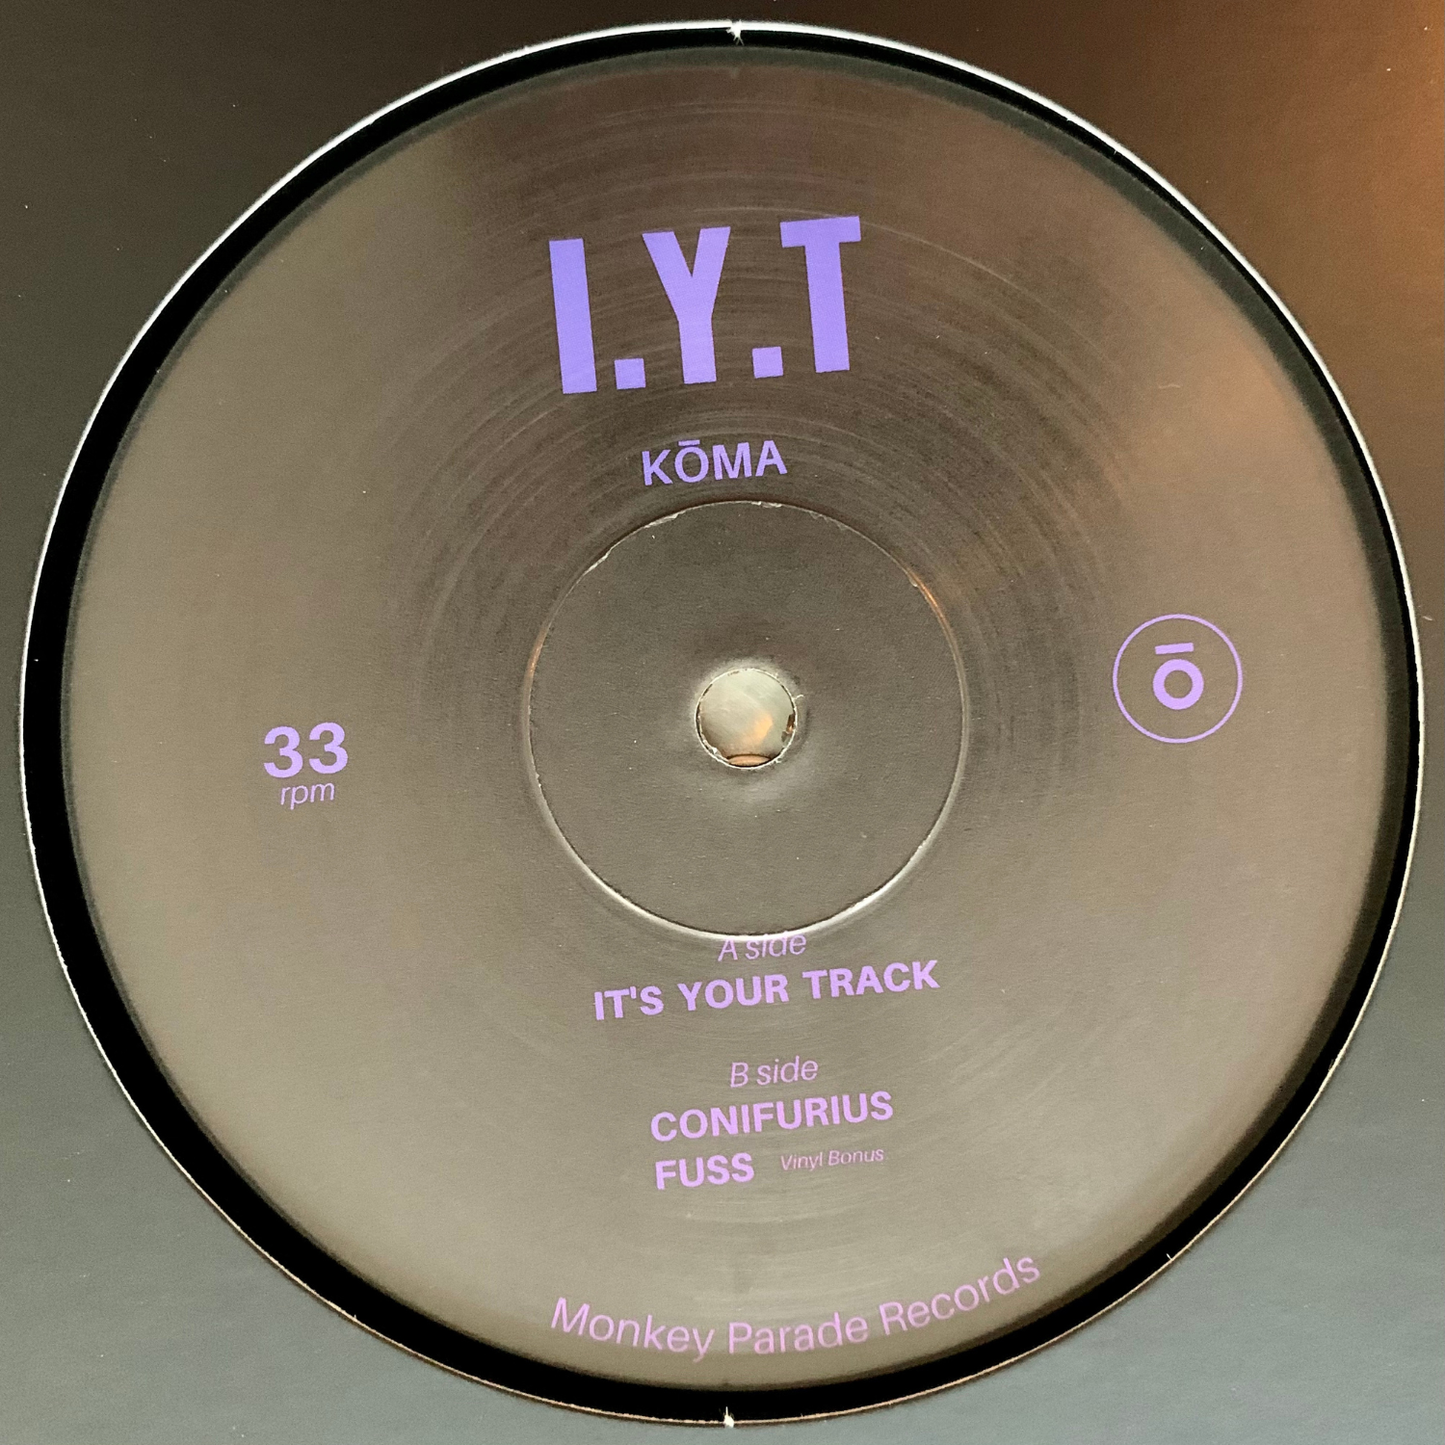 I.Y.T
KŌMA
ō
33
rpm
A side
IT'S YOUR TRACK
B side
CONIFURIUS
FUSS Vinyl Bonus
Monkey Parade Records